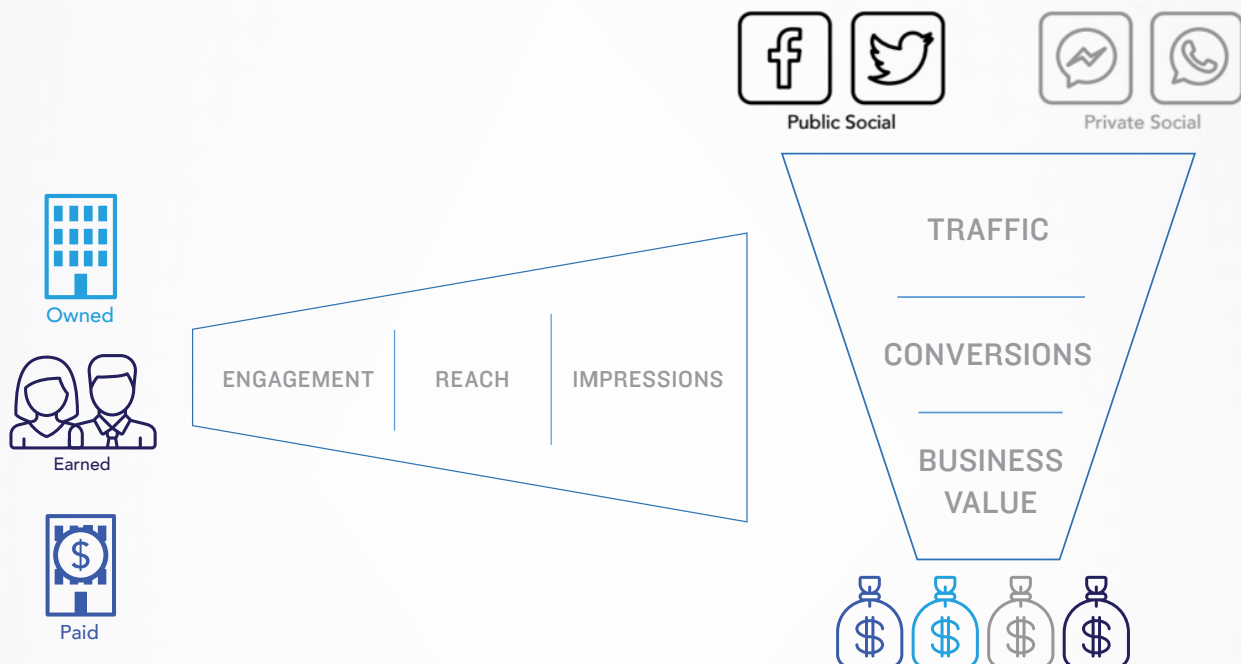 Public Social
Private Social
Owned
Earned
$
Paid
ENGAGEMENT
REACH
IMPRESSIONS
TRAFFIC
CONVERSIONS
BUSINESS
VALUE
$
$
$
$